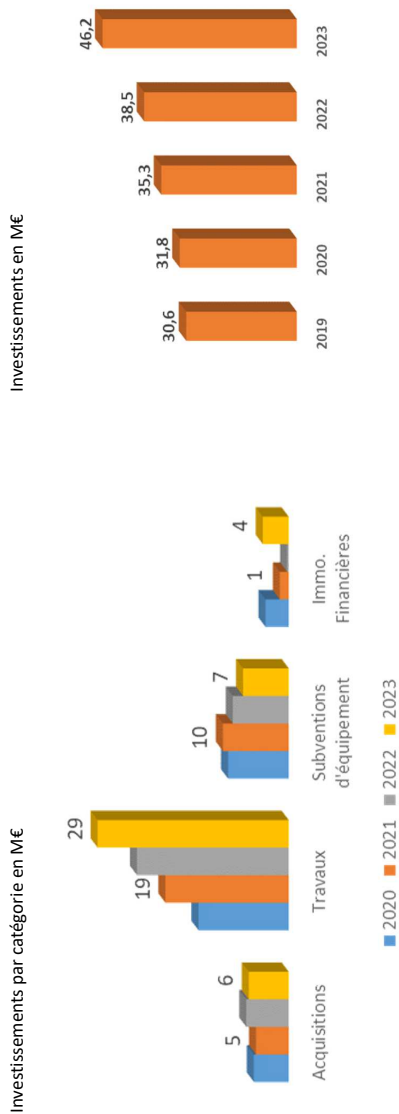 Investissements par catégorie en M€
5
6
19
29
10
7
1
4
Acquisitions
Travaux
Subventions
d'équipement
Immo.
Financières
2020 2021 2022 2023
Investissements en M€
30,6
31,8
35,3
38,5
46,2
2019
2020
2021
2022
2023